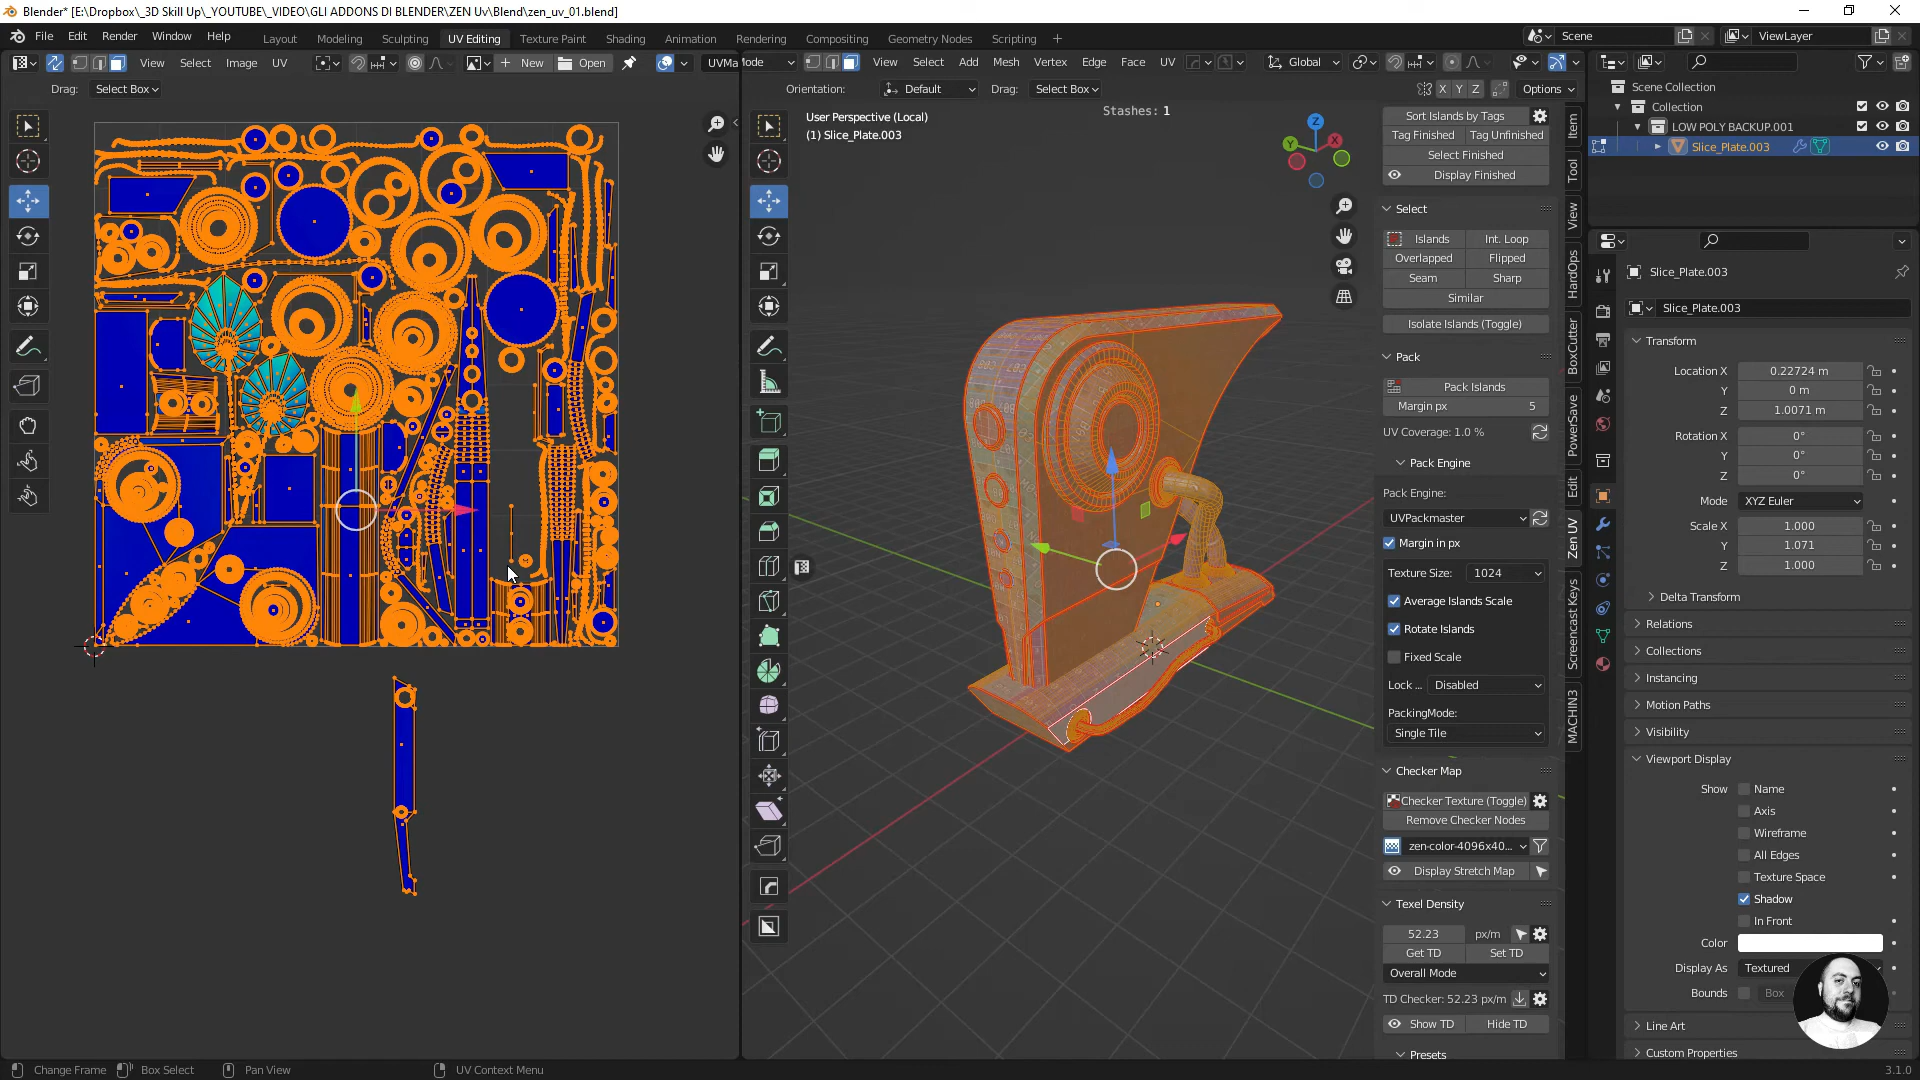 Blender* [E:\Dropbox\_3D Skill Up\_YOUTUBE\_VIDEO\GLI ADDONS DI BLENDER\ZEN Uv\Blend\zen_uv_01.blend]
File Edit Render Window Help Layout Modeling Sculpting UV Editing Texture Paint Shading Animation Rendering Compositing Geometry Nodes Scripting + Scene ViewLayer
View Select Image UV New Open UVMa Mode View Select Add Mesh Vertex Edge Face UV Global
Drag: Select Box Orientation: Default Drag: Select Box X Y Z Options
Stashes: 1
User Perspective (Local)
(1) Slice_Plate.003
Z
Y
X
Sort Islands by Tags
Tag Finished Tag Unfinished
Select Finished
Display Finished
Select
Islands Int. Loop
Overlapped Flipped
Seam Sharp
Similar
Isolate Islands (Toggle)
Pack
Pack Islands
Margin px 5
UV Coverage: 1.0 %
Pack Engine
Pack Engine:
UVPackmaster
Margin in px
Texture Size: 1024
Average Islands Scale
Rotate Islands
Fixed Scale
Lock ... Disabled
PackingMode:
Single Tile
Checker Map
Checker Texture (Toggle)
Remove Checker Nodes
zen-color-4096x40...
Display Stretch Map
Texel Density
52.23 px/m
Get TD Set TD
Overall Mode
TD Checker: 52.23 px/m
Show TD Hide TD
Presets
Item
Tool
View
HardOps
BoxCutter
PowerSave
Edit
Zen UV
Screencast Keys
MACHIN3
Scene Collection
Collection
LOW POLY BACKUP.001
Slice_Plate.003
Slice_Plate.003
Slice_Plate.003
Transform
Location X 0.22724 m
Y 0 m
Z 1.0071 m
Rotation X 0°
Y 0°
Z 0°
Mode XYZ Euler
Scale X 1.000
Y 1.071
Z 1.000
Delta Transform
Relations
Collections
Instancing
Motion Paths
Visibility
Viewport Display
Show Name
Axis
Wireframe
All Edges
Texture Space
Shadow
In Front
Color
Display As Textured
Bounds Box
Line Art
Custom Properties
Change Frame Box Select Pan View UV Context Menu 3.1.0